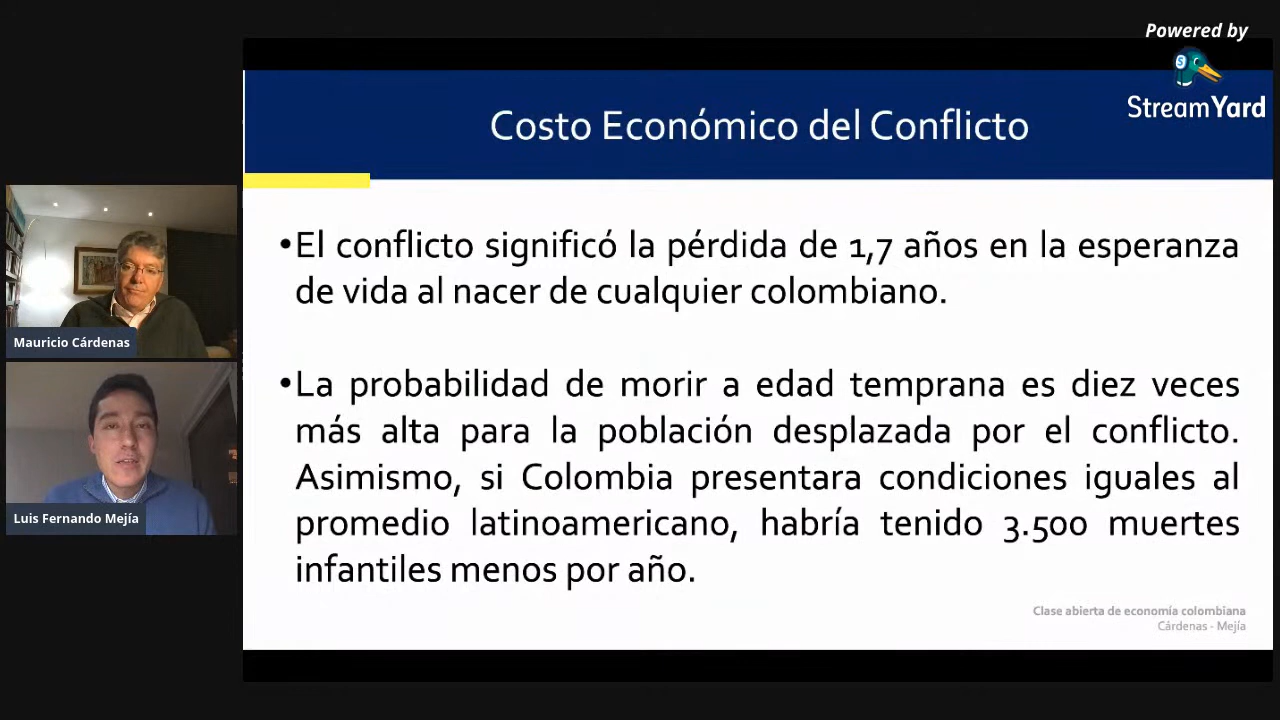 Powered by
StreamYard
Costo Económico del Conflicto
•El conflicto significó la pérdida de 1,7 años en la esperanza
de vida al nacer de cualquier colombiano.
•La probabilidad de morir a edad temprana es diez veces
más alta para la población desplazada por el conflicto.
Asimismo, si Colombia presentara condiciones iguales al
promedio latinoamericano, habría tenido 3.500 muertes
infantiles menos por año.
Clase abierta de economía colombiana
Cárdenas - Mejía
Mauricio Cárdenas
Luis Fernando Mejía